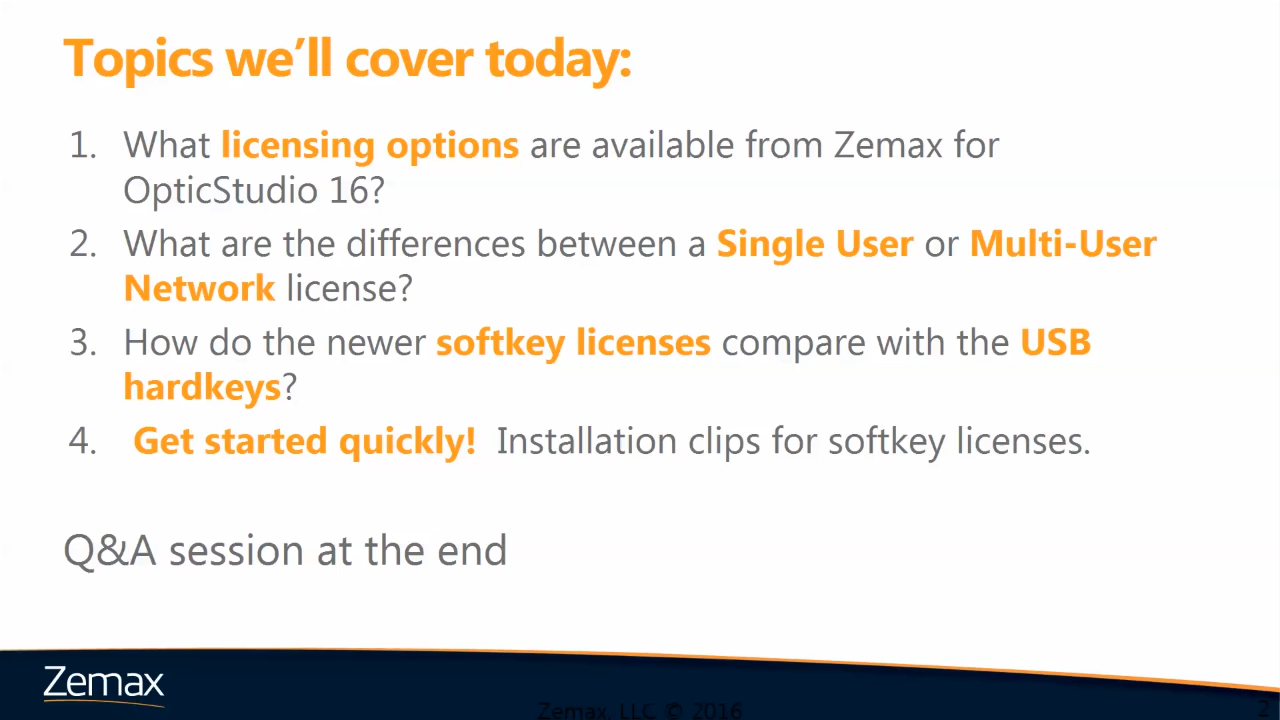 Topics we'll cover today:
1. What licensing options are available from Zemax for
OpticStudio 16?
2. What are the differences between a Single User or Multi-User
Network license?
3. How do the newer softkey licenses compare with the USB
hardkeys?
4. Get started quickly! Installation clips for softkey licenses.
Q&A session at the end
Zemax
Zemax, LLC © 2016
2